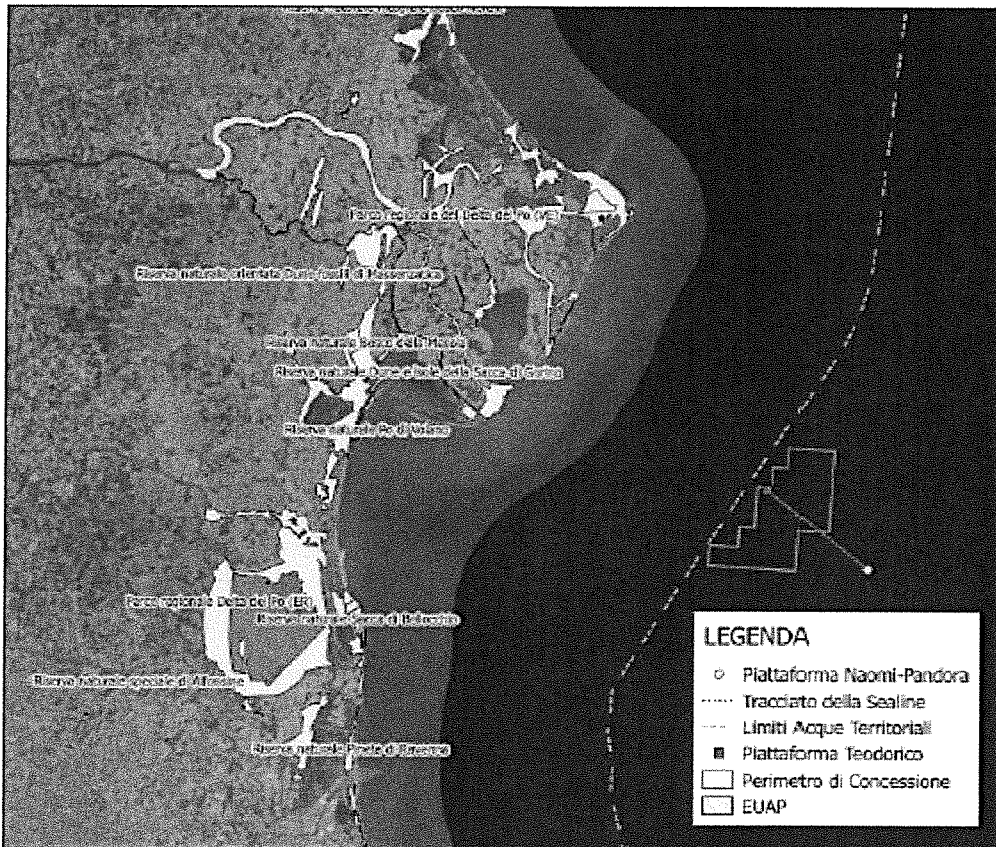 Parco regionale del Delta del Po (VE)
Riserva naturale orientata Dune fossili di Massenzatica
Riserva naturale Bosco della Mesola
Riserva naturale Dune e Isole della Sacca di Gorino
Riserva naturale Po di Volano
Parco regionale Delta del Po (ER)
Riserva naturale Sacca di Bellocchio
Riserva naturale speciale di Alfonsine
Riserva naturale Pineta di Ravenna
LEGENDA
Piattaforma Naomi-Pandora
Tracciato della Sealine
Limiti Acque Territoriali
Piattaforma Teodorico
Perimetro di Concessione
EUAP